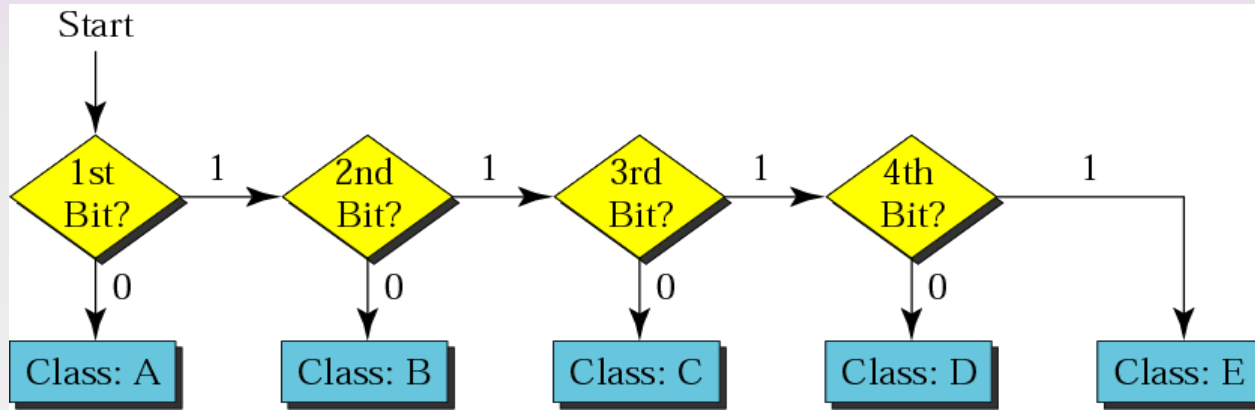 Start
1st
Bit?
1
2nd
Bit?
1
3rd
Bit?
1
4th
Bit?
1
0
0
0
0
Class: A
Class: B
Class: C
Class: D
Class: E